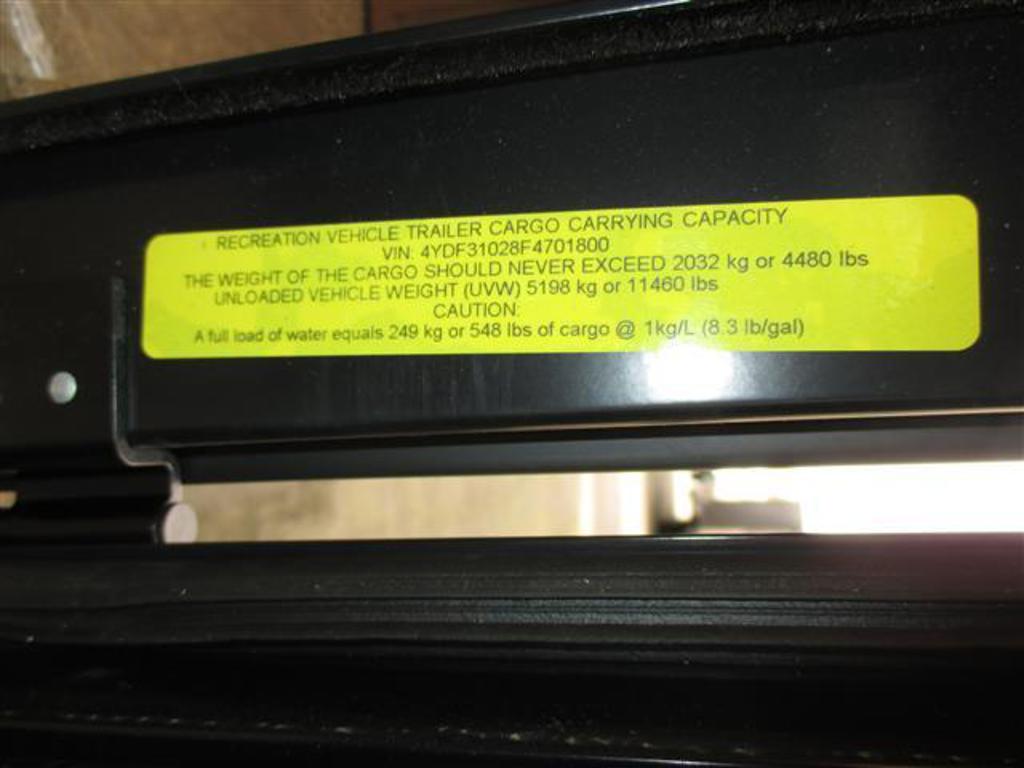 RECREATION VEHICLE TRAILER CARGO CARRYING CAPACITY
VIN: 4YDF31028F4701800
THE WEIGHT OF THE CARGO SHOULD NEVER EXCEED 2032 kg or 4480 lbs
UNLOADED VEHICLE WEIGHT (UVW) 5198 kg or 11460 lbs
CAUTION:
A full load of water equals 249 kg or 548 lbs of cargo @ 1kg/L (8.3 lb/gal)